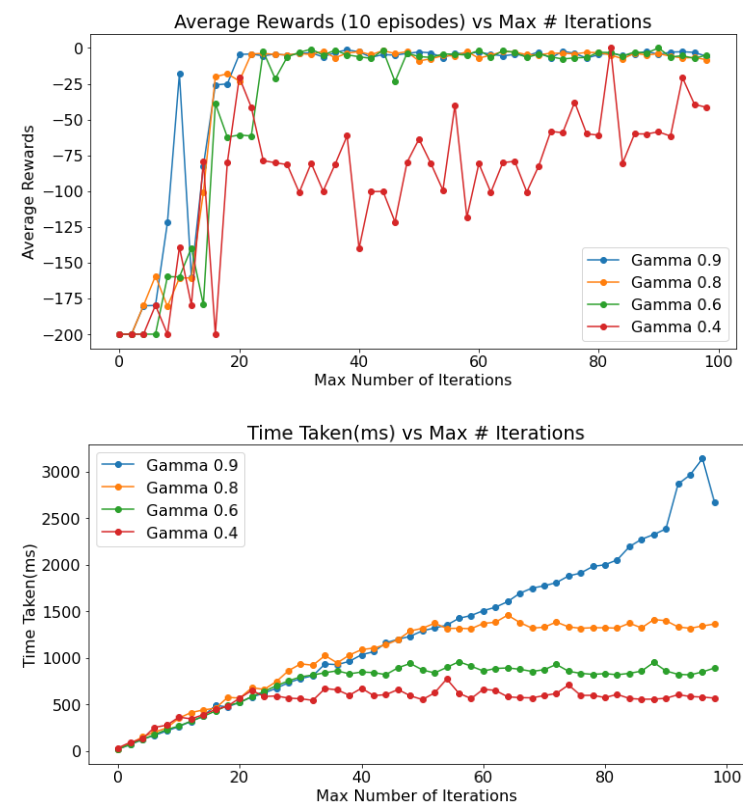 Average Rewards (10 episodes) vs Max # Iterations
Average Rewards
0
−25
−50
−75
−100
−125
−150
−175
−200
Gamma 0.9
Gamma 0.8
Gamma 0.6
Gamma 0.4
0 20 40 60 80 100
Max Number of Iterations
Time Taken(ms) vs Max # Iterations
Time Taken(ms)
3000
2500
2000
1500
1000
500
0
Gamma 0.9
Gamma 0.8
Gamma 0.6
Gamma 0.4
0 20 40 60 80 100
Max Number of Iterations